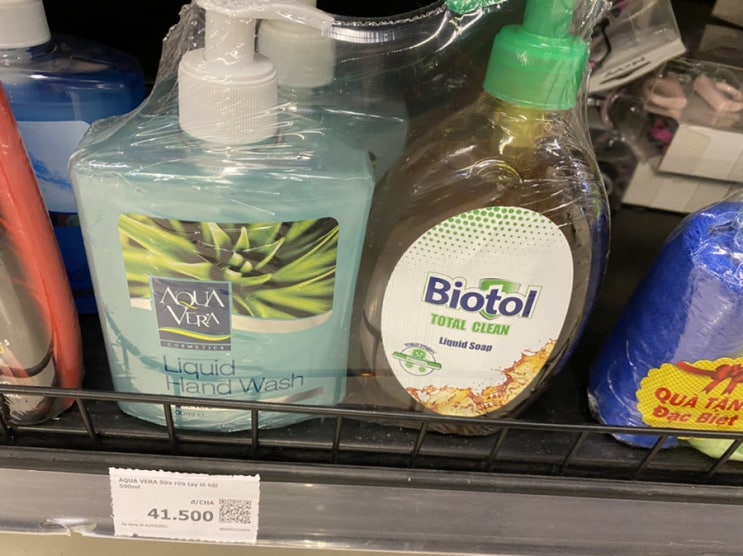 AQUA
VERA
COSMETICS
Liquid
Hand Wash
Biotol
TOTAL CLEAN
Liquid Soap
QUÀ TẶN
Đặc Biệt
AQUA VERA Sữa rửa tay lô hội
500ml
đ/CHA
41.500